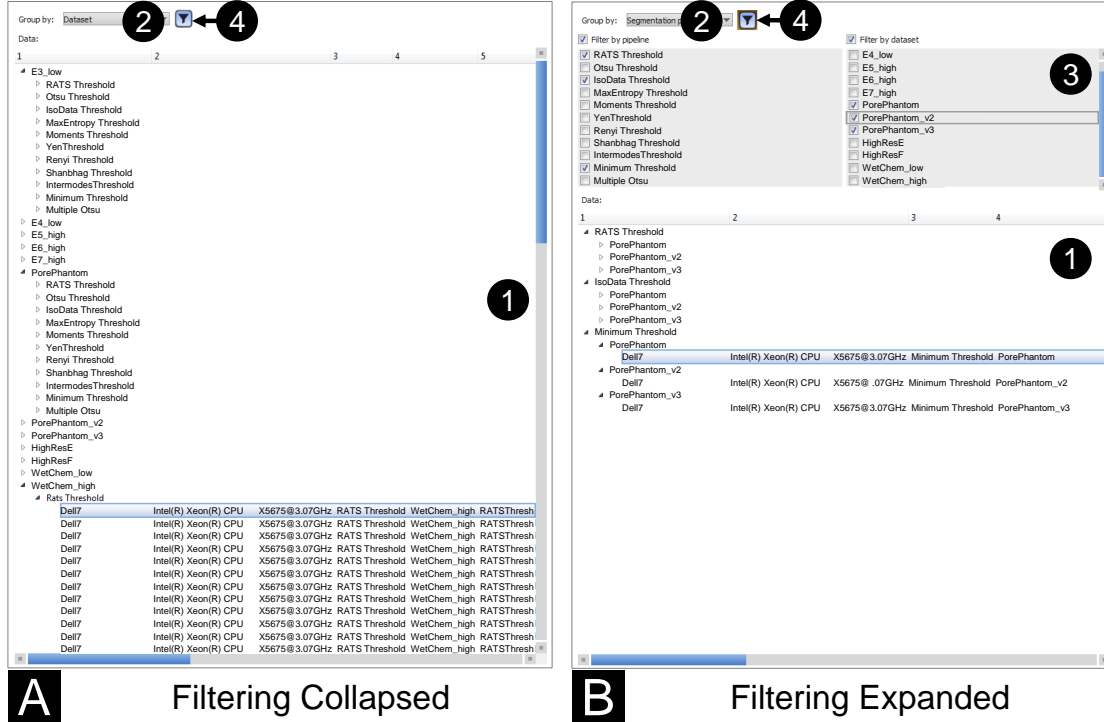 Group by: Dataset 2 4
Data:
1 2 3 4 5
E3_low
RATS Threshold
Otsu Threshold
IsoData Threshold
MaxEntropy Threshold
Moments Threshold
YenThreshold
Renyi Threshold
Shanbhag Threshold
IntermodesThreshold
Minimum Threshold
Multiple Otsu
E4_low
E5_high
E6_high
E7_high
PorePhantom
RATS Threshold
Otsu Threshold
IsoData Threshold
MaxEntropy Threshold
Moments Threshold
YenThreshold
Renyi Threshold
Shanbhag Threshold
IntermodesThreshold
Minimum Threshold
Multiple Otsu
PorePhantom_v2
PorePhantom_v3
HighResE
HighResF
WetChem_low
WetChem_high
Rats Threshold
Dell7 Intel(R) Xeon(R) CPU X5675@3.07GHz RATS Threshold WetChem_high RATSThresh
Dell7 Intel(R) Xeon(R) CPU X5675@3.07GHz RATS Threshold WetChem_high RATSThresh
Dell7 Intel(R) Xeon(R) CPU X5675@3.07GHz RATS Threshold WetChem_high RATSThresh
Dell7 Intel(R) Xeon(R) CPU X5675@3.07GHz RATS Threshold WetChem_high RATSThresh
Dell7 Intel(R) Xeon(R) CPU X5675@3.07GHz RATS Threshold WetChem_high RATSThresh
Dell7 Intel(R) Xeon(R) CPU X5675@3.07GHz RATS Threshold WetChem_high RATSThresh
Dell7 Intel(R) Xeon(R) CPU X5675@3.07GHz RATS Threshold WetChem_high RATSThresh
Dell7 Intel(R) Xeon(R) CPU X5675@3.07GHz RATS Threshold WetChem_high RATSThresh
Dell7 Intel(R) Xeon(R) CPU X5675@3.07GHz RATS Threshold WetChem_high RATSThresh
Dell7 Intel(R) Xeon(R) CPU X5675@3.07GHz RATS Threshold WetChem_high RATSThresh
Dell7 Intel(R) Xeon(R) CPU X5675@3.07GHz RATS Threshold WetChem_high RATSThresh
Dell7 Intel(R) Xeon(R) CPU X5675@3.07GHz RATS Threshold WetChem_high RATSThresh
1
A Filtering Collapsed
Group by: Segmentation p 2 4
Filter by pipeline
RATS Threshold
Otsu Threshold
IsoData Threshold
MaxEntropy Threshold
Moments Threshold
YenThreshold
Renyi Threshold
Shanbhag Threshold
IntermodesThreshold
Minimum Threshold
Multiple Otsu
Filter by dataset
E4_low
E5_high
E6_high
E7_high
PorePhantom
PorePhantom_v2
PorePhantom_v3
HighResE
HighResF
WetChem_low
WetChem_high
3
Data:
1 2 3 4
RATS Threshold
PorePhantom
PorePhantom_v2
PorePhantom_v3
IsoData Threshold
PorePhantom
PorePhantom_v2
PorePhantom_v3
Minimum Threshold
PorePhantom
Dell7 Intel(R) Xeon(R) CPU X5675@3.07GHz Minimum Threshold PorePhantom
PorePhantom_v2
Dell7 Intel(R) Xeon(R) CPU X5675@ .07GHz Minimum Threshold PorePhantom_v2
PorePhantom_v3
Dell7 Intel(R) Xeon(R) CPU X5675@3.07GHz Minimum Threshold PorePhantom_v3
1
B Filtering Expanded